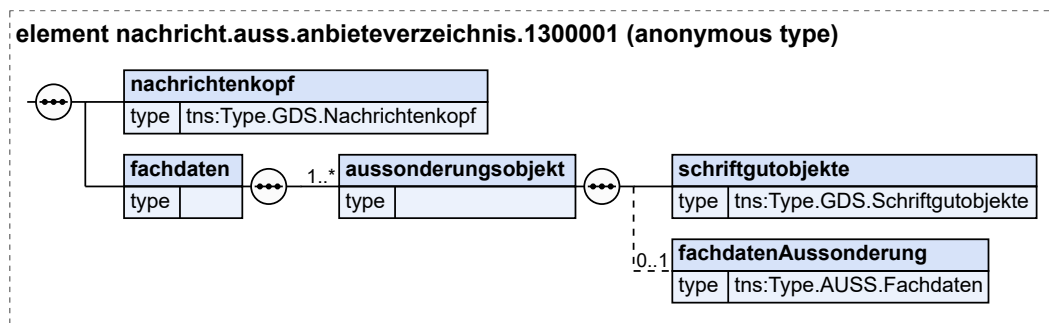 element nachricht.auss.anbieteverzeichnis.1300001 (anonymous type)
nachrichtenkopf
type tns:Type.GDS.Nachrichtenkopf
fachdaten
type
1..*
aussonderungsobjekt
type
schriftgutobjekte
type tns:Type.GDS.Schriftgutobjekte
0..1
fachdatenAussonderung
type tns:Type.AUSS.Fachdaten